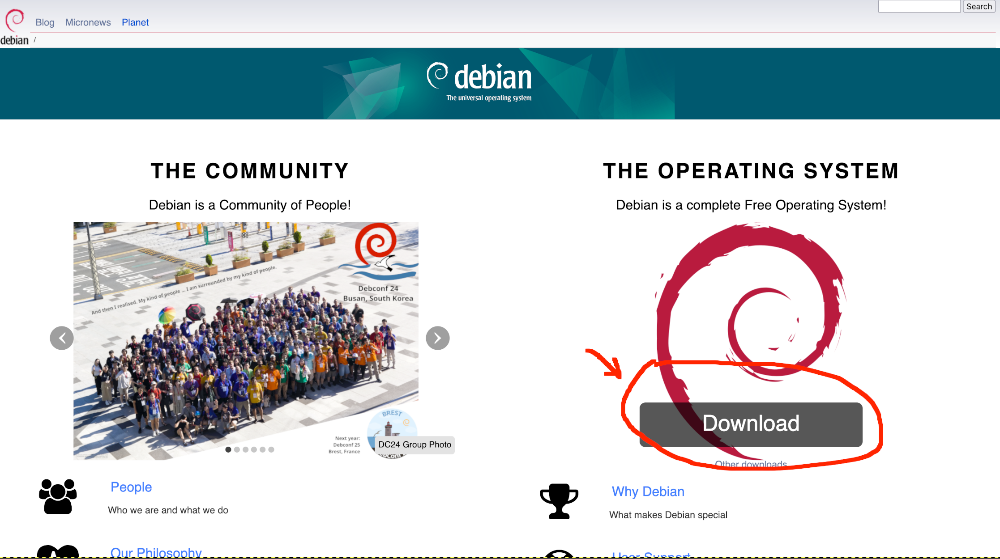 Search
Blog Micronews Planet
debian /
debian
The universal operating system
THE COMMUNITY
Debian is a Community of People!
And then I realised. My kind of people ... I am surrounded by my kind of people.
Debconf 24
Busan, South Korea
BREST
Next year:
Debconf 25
Brest, France
DC24 Group Photo
People
Who we are and what we do
Our Philosophy
THE OPERATING SYSTEM
Debian is a complete Free Operating System!
Download
Other downloads
Why Debian
What makes Debian special
User Support